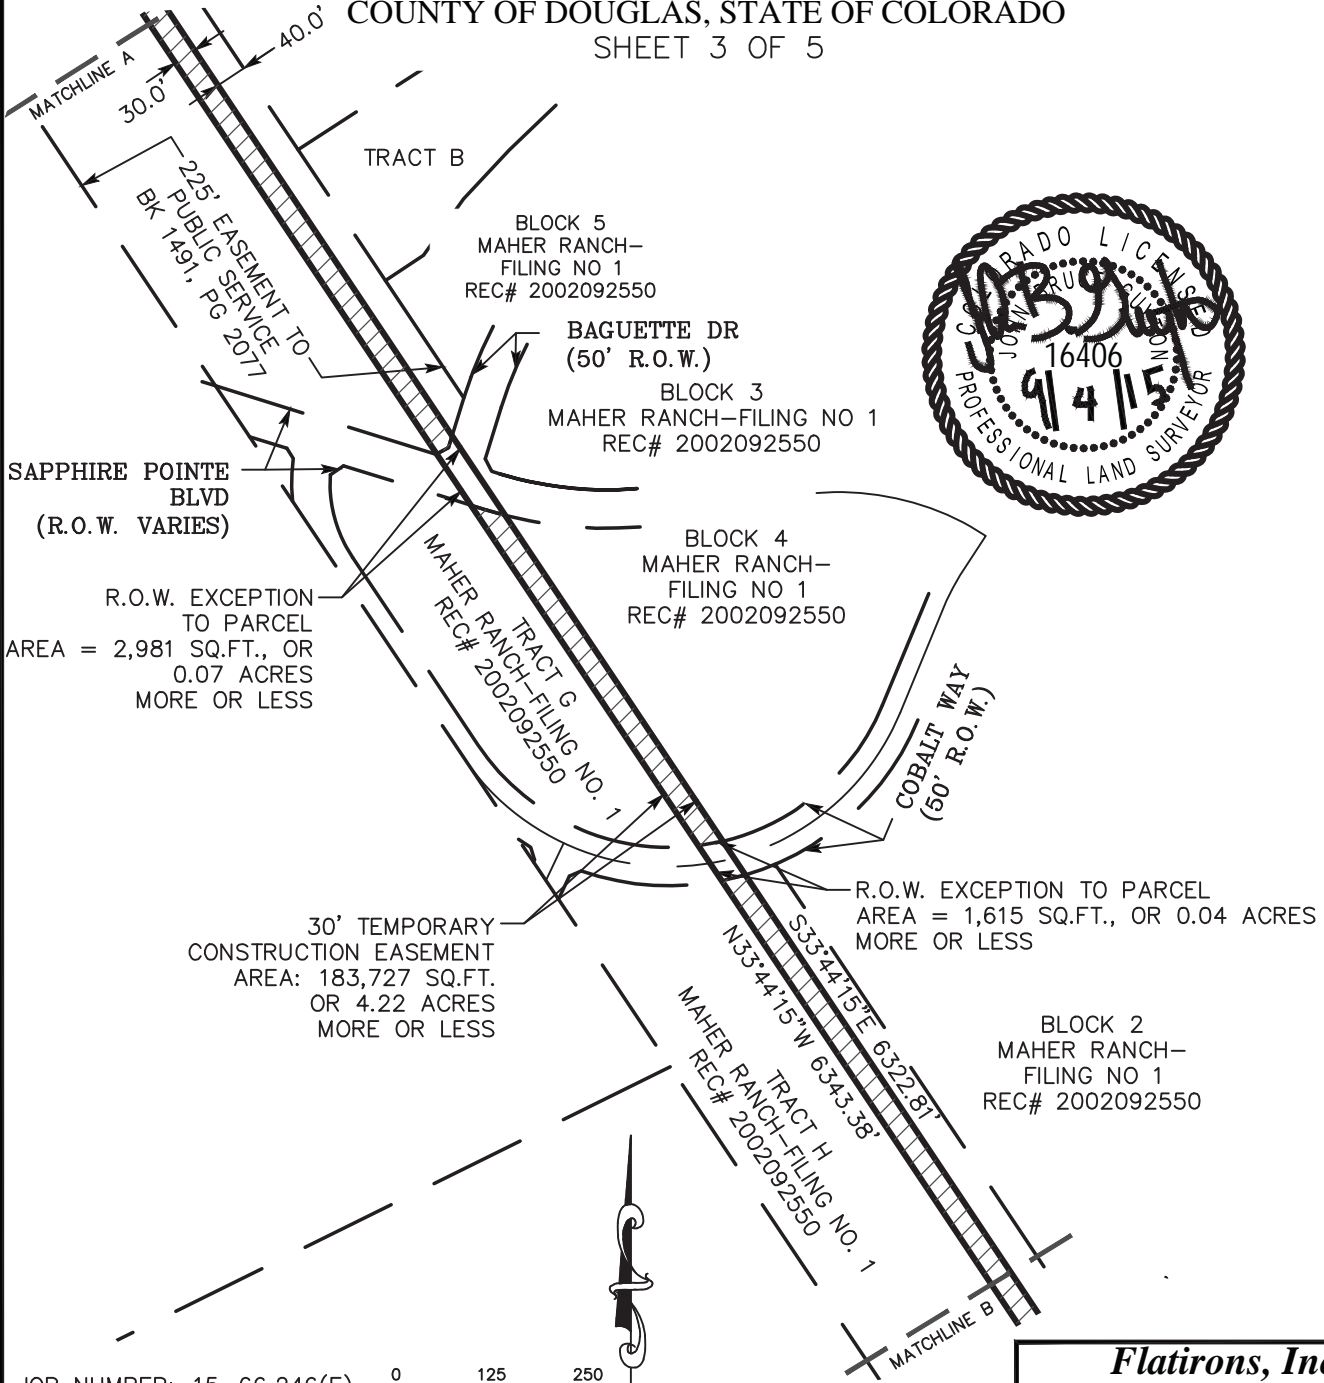 COUNTY OF DOUGLAS, STATE OF COLORADO
SHEET 3 OF 5
40.0'
MATCHLINE A
30.0'
225' EASEMENT TO
PUBLIC SERVICE
BK 1491, PG 2077
TRACT B
BLOCK 5
MAHER RANCH-
FILING NO 1
REC# 2002092550
BAGUETTE DR
(50' R.O.W.)
BLOCK 3
MAHER RANCH-FILING NO 1
REC# 2002092550
LICENSED
16406
9/4/15
PROFESSIONAL LAND SURVEYOR
SAPPHIRE POINTE
BLVD
(R.O.W. VARIES)
BLOCK 4
MAHER RANCH-
FILING NO 1
REC# 2002092550
R.O.W. EXCEPTION
TO PARCEL
AREA = 2,981 SQ.FT., OR
0.07 ACRES
MORE OR LESS
TRACT G
MAHER RANCH-FILING NO. 1
REC# 2002092550
COBALT WAY
(50' R.O.W.)
R.O.W. EXCEPTION TO PARCEL
AREA = 1,615 SQ.FT., OR 0.04 ACRES
MORE OR LESS
30' TEMPORARY
CONSTRUCTION EASEMENT
AREA: 183,727 SQ.FT.
OR 4.22 ACRES
MORE OR LESS
S33°44'15"E 6322.81'
N33°44'15"W 6343.38'
BLOCK 2
MAHER RANCH-
FILING NO 1
REC# 2002092550
TRACT H
MAHER RANCH-FILING NO. 1
REC# 2002092550
MATCHLINE B
0 125 250
Flatirons, Inc